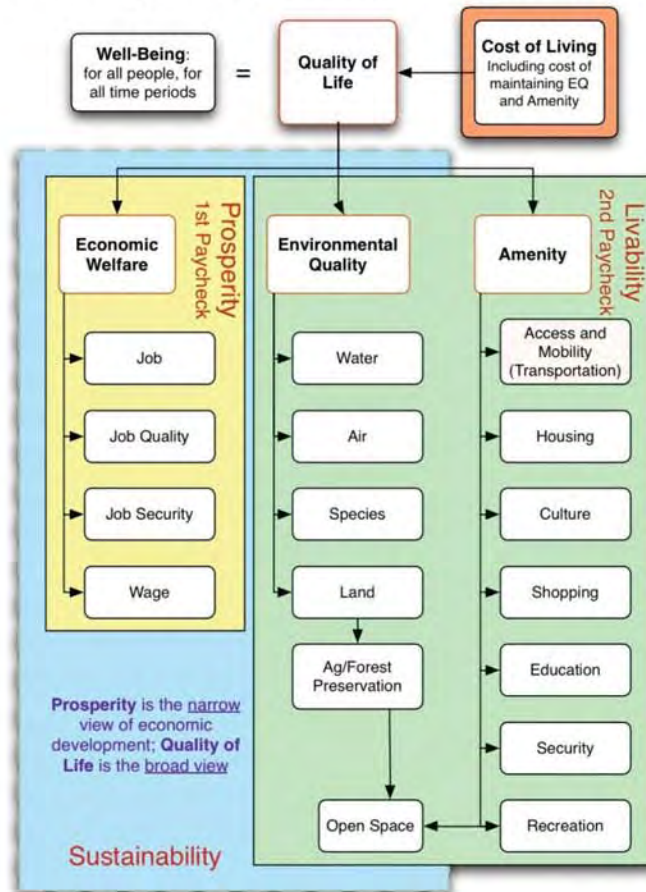 Well-Being:
for all people, for
all time periods
=
Quality of
Life
Cost of Living
Including cost of
maintaining EQ
and Amenity
Prosperity
1st Paycheck
Livability
2nd Paycheck
Economic
Welfare
Environmental
Quality
Amenity
Job
Job Quality
Job Security
Wage
Water
Air
Species
Land
Ag/Forest
Preservation
Open Space
Access and
Mobility
(Transportation)
Housing
Culture
Shopping
Education
Security
Recreation
Prosperity is the narrow
view of economic
development; Quality of
Life is the broad view
Sustainability